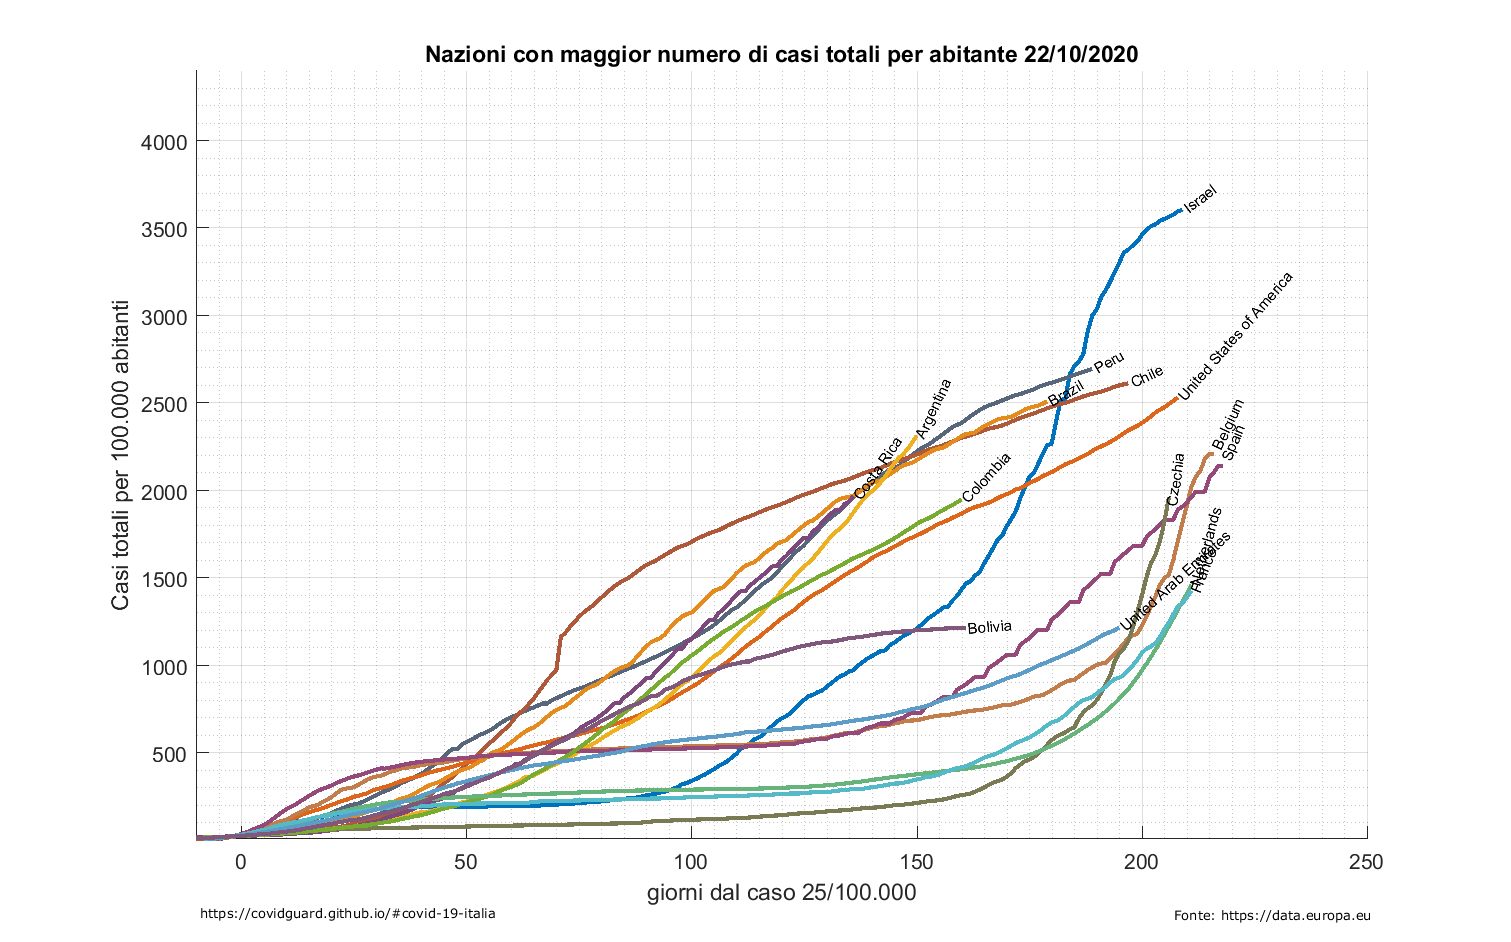 Nazioni con maggior numero di casi totali per abitante 22/10/2020
Casi totali per 100.000 abitanti
4000
3500
3000
2500
2000
1500
1000
500
Israel
United States of America
Peru
Chile
Brazil
Argentina
Belgium
Spain
Costa Rica
Colombia
Czechia
Netherlands
United Arab Emirates
France
Bolivia
0
50
100
150
200
250
giorni dal caso 25/100.000
https://covidguard.github.io/#covid-19-italia
Fonte: https://data.europa.eu